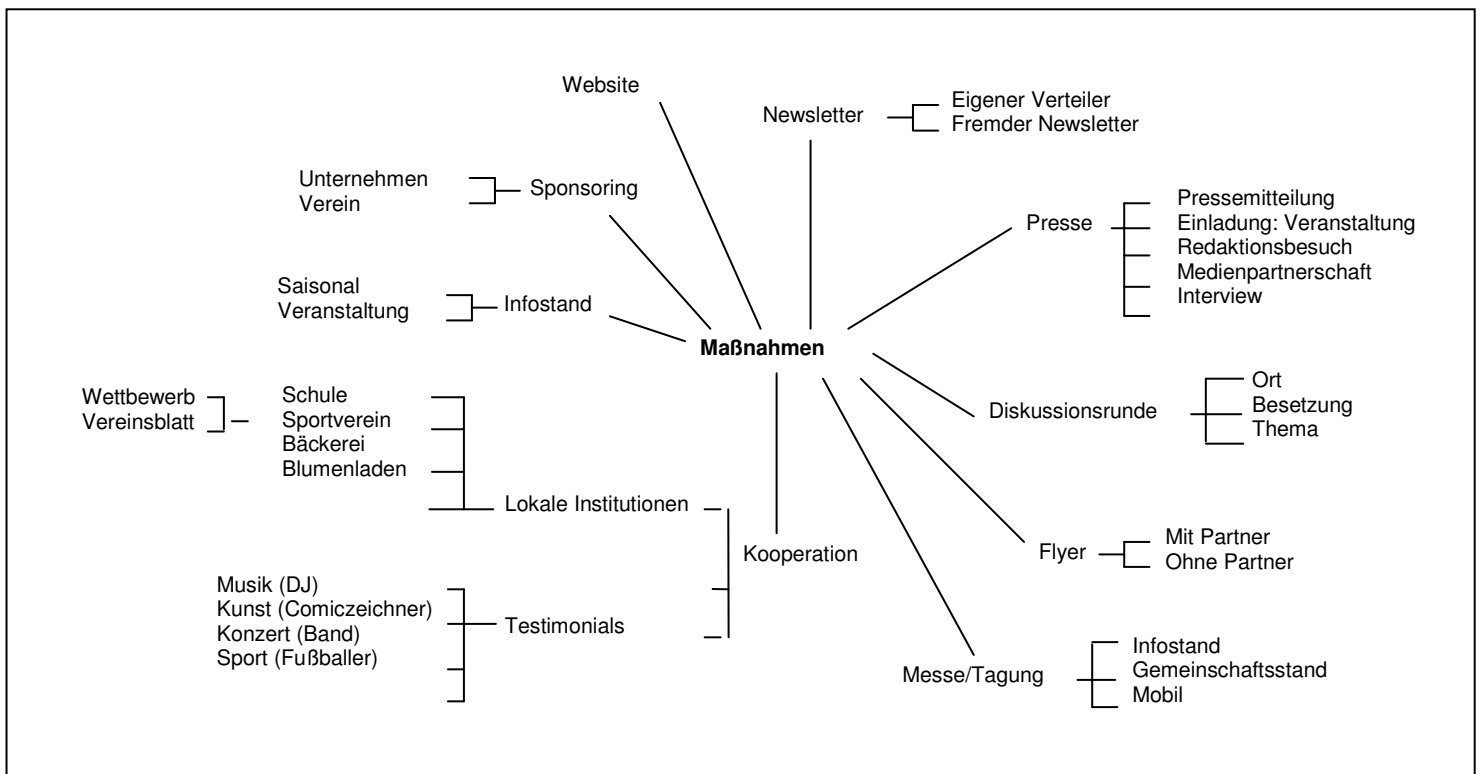 Website
Newsletter
Eigener Verteiler
Fremder Newsletter
Unternehmen
Verein
Sponsoring
Presse
Pressemitteilung
Einladung: Veranstaltung
Redaktionsbesuch
Medienpartnerschaft
Interview
Saisonal
Veranstaltung
Infostand
Maßnahmen
Wettbewerb
Vereinsblatt
Schule
Sportverein
Bäckerei
Blumenladen
Diskussionsrunde
Ort
Besetzung
Thema
Lokale Institutionen
Kooperation
Flyer
Mit Partner
Ohne Partner
Musik (DJ)
Kunst (Comiczeichner)
Konzert (Band)
Sport (Fußballer)
Testimonials
Messe/Tagung
Infostand
Gemeinschaftsstand
Mobil